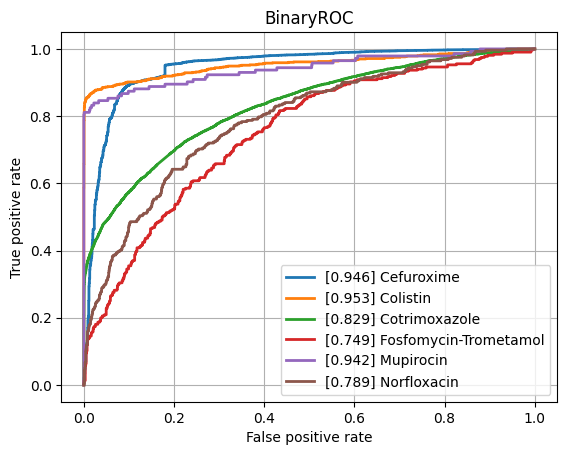 BinaryROC
True positive rate
1.0
0.8
0.6
0.4
0.2
0.0
[0.946] Cefuroxime
[0.953] Colistin
[0.829] Cotrimoxazole
[0.749] Fosfomycin-Trometamol
[0.942] Mupirocin
[0.789] Norfloxacin
0.0 0.2 0.4 0.6 0.8 1.0
False positive rate